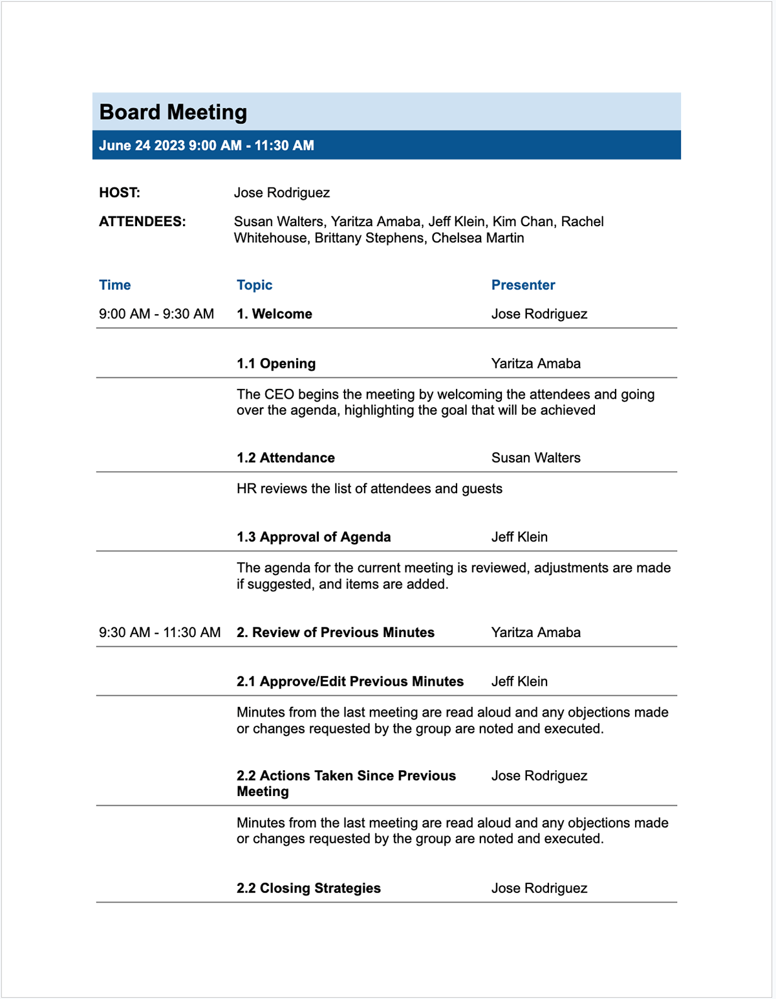 Board Meeting
June 24 2023 9:00 AM - 11:30 AM
HOST: Jose Rodriguez
ATTENDEES: Susan Walters, Yaritza Amaba, Jeff Klein, Kim Chan, Rachel
Whitehouse, Brittany Stephens, Chelsea Martin
Time Topic Presenter
9:00 AM - 9:30 AM 1. Welcome Jose Rodriguez
1.1 Opening Yaritza Amaba
The CEO begins the meeting by welcoming the attendees and going
over the agenda, highlighting the goal that will be achieved
1.2 Attendance Susan Walters
HR reviews the list of attendees and guests
1.3 Approval of Agenda Jeff Klein
The agenda for the current meeting is reviewed, adjustments are made
if suggested, and items are added.
9:30 AM - 11:30 AM 2. Review of Previous Minutes Yaritza Amaba
2.1 Approve/Edit Previous Minutes Jeff Klein
Minutes from the last meeting are read aloud and any objections made
or changes requested by the group are noted and executed.
2.2 Actions Taken Since Previous Jose Rodriguez
Meeting
Minutes from the last meeting are read aloud and any objections made
or changes requested by the group are noted and executed.
2.2 Closing Strategies Jose Rodriguez